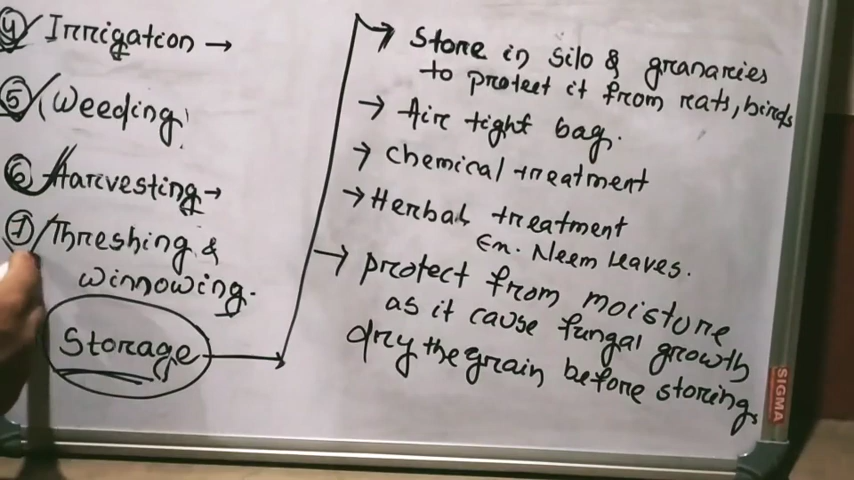 ④ Irrigation →
⑤ Weeding
⑥ Harvesting →
⑦ Threshing &
winnowing.
Storage
→ Store in silo & granaries
to protect it from rats, birds
→ Air tight bag.
→ Chemical treatment
→ Herbal treatment
Ex. Neem leaves.
→ protect from moisture
as it cause fungal growth
dry the grain before storing.
SIGMA